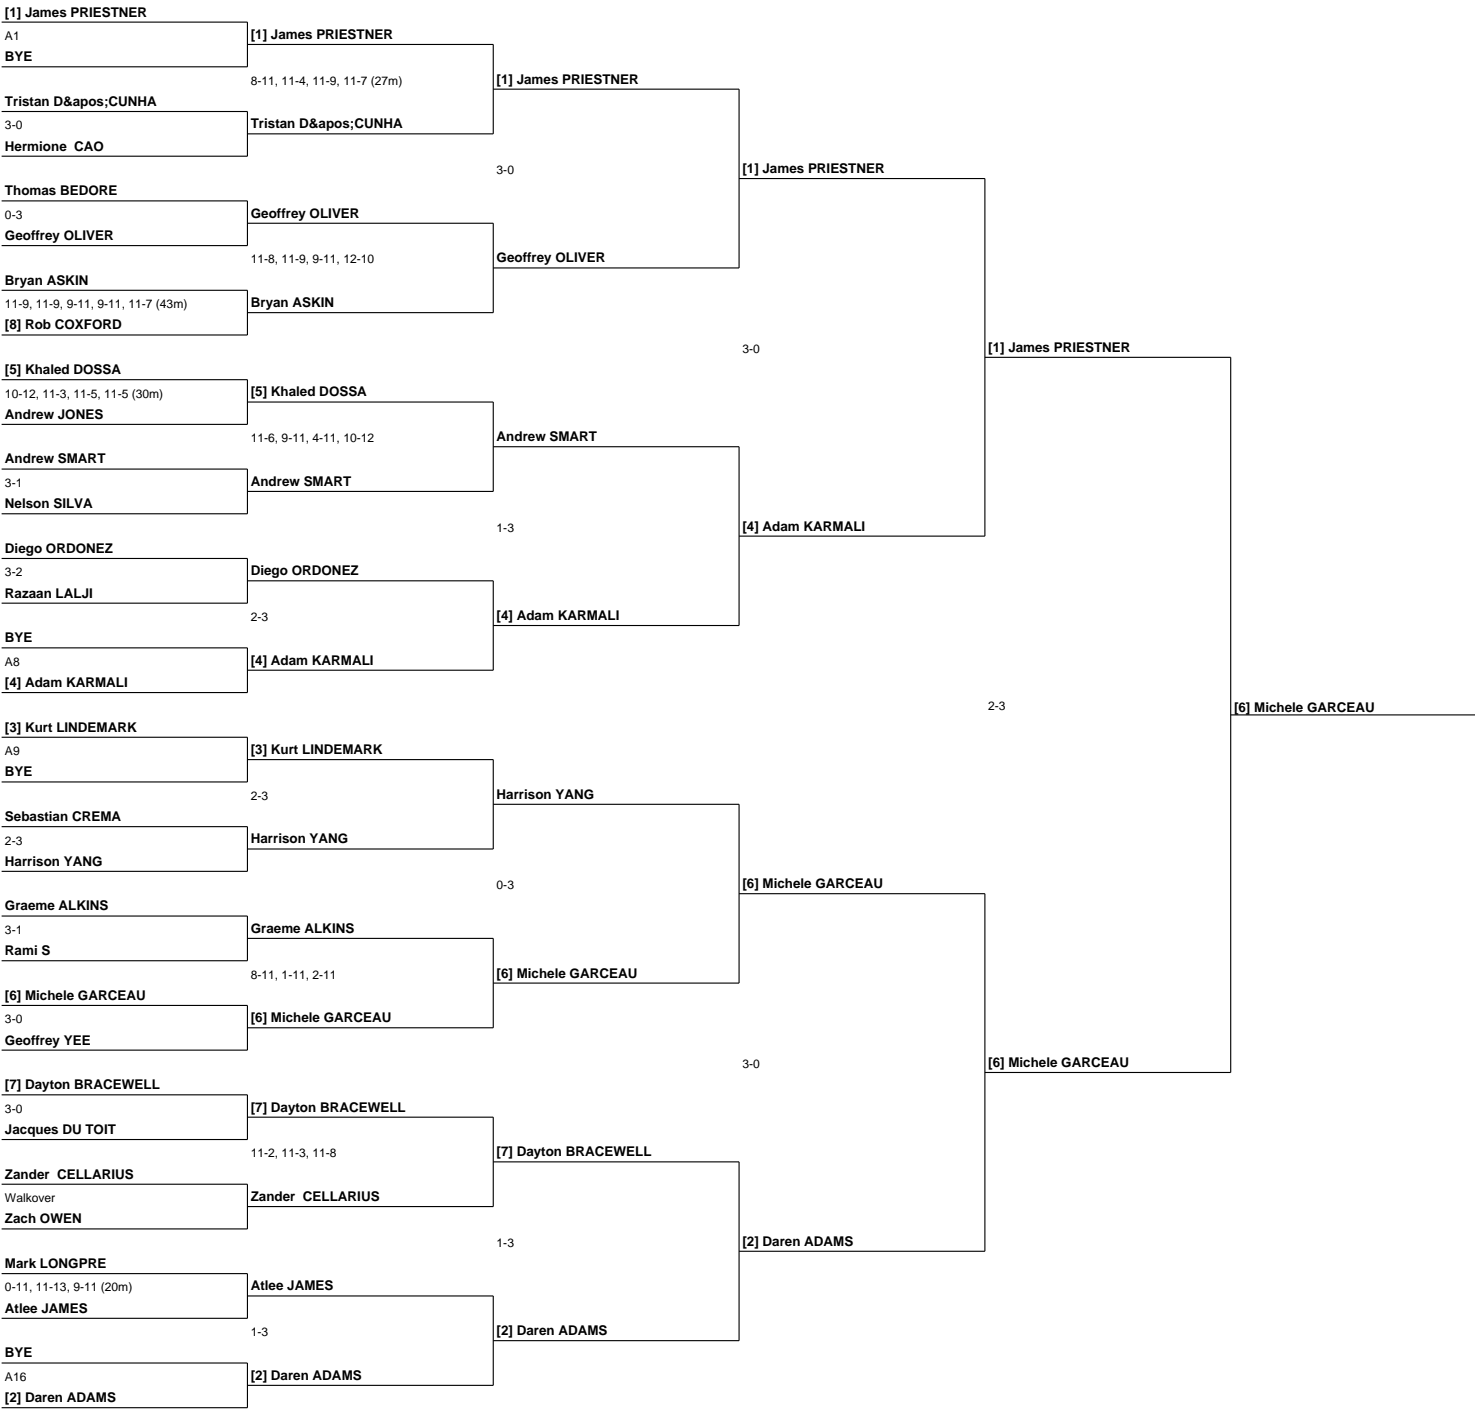 [1] James PRIESTNER
A1
BYE
Tristan D&apos;CUNHA
3-0
Hermione  CAO
Thomas BEDORE
0-3
Geoffrey OLIVER
Bryan ASKIN
11-9, 11-9, 9-11, 9-11, 11-7 (43m)
[8] Rob COXFORD
[5] Khaled DOSSA
10-12, 11-3, 11-5, 11-5 (30m)
Andrew JONES
Andrew SMART
3-1
Nelson SILVA
Diego ORDONEZ
3-2
Razaan LALJI
BYE
A8
[4] Adam KARMALI
[3] Kurt LINDEMARK
A9
BYE
Sebastian CREMA
2-3
Harrison YANG
Graeme ALKINS
3-1
Rami S
[6] Michele GARCEAU
3-0
Geoffrey YEE
[7] Dayton BRACEWELL
3-0
Jacques DU TOIT
Zander  CELLARIUS
Walkover
Zach OWEN
Mark LONGPRE
0-11, 11-13, 9-11 (20m)
Atlee JAMES
BYE
A16
[2] Daren ADAMS
[1] James PRIESTNER
8-11, 11-4, 11-9, 11-7 (27m)
Tristan D&apos;CUNHA
Geoffrey OLIVER
11-8, 11-9, 9-11, 12-10
Bryan ASKIN
[5] Khaled DOSSA
11-6, 9-11, 4-11, 10-12
Andrew SMART
Diego ORDONEZ
2-3
[4] Adam KARMALI
[3] Kurt LINDEMARK
2-3
Harrison YANG
Graeme ALKINS
8-11, 1-11, 2-11
[6] Michele GARCEAU
[7] Dayton BRACEWELL
11-2, 11-3, 11-8
Zander  CELLARIUS
Atlee JAMES
1-3
[2] Daren ADAMS
[1] James PRIESTNER
3-0
Geoffrey OLIVER
Andrew SMART
1-3
[4] Adam KARMALI
Harrison YANG
0-3
[6] Michele GARCEAU
[7] Dayton BRACEWELL
1-3
[2] Daren ADAMS
[1] James PRIESTNER
3-0
[4] Adam KARMALI
[6] Michele GARCEAU
3-0
[2] Daren ADAMS
[1] James PRIESTNER
2-3
[6] Michele GARCEAU
[6] Michele GARCEAU